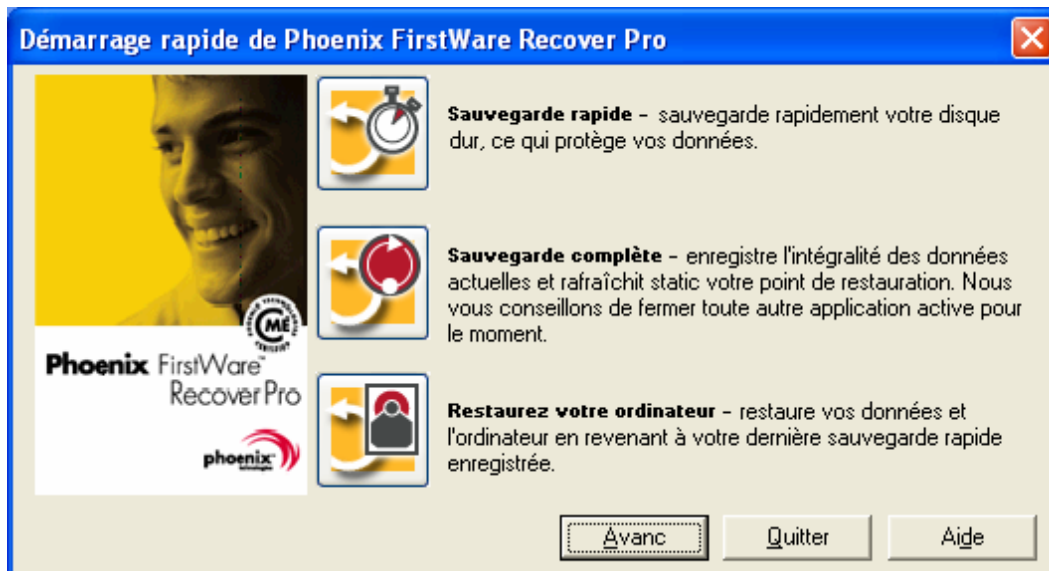 Démarrage rapide de Phoenix FirstWare Recover Pro
Sauvegarde rapide - sauvegarde rapidement votre disque
dur, ce qui protège vos données.
Sauvegarde complète - enregistre l'intégralité des données
actuelles et rafraîchit static votre point de restauration. Nous
vous conseillons de fermer toute autre application active pour
le moment.
CMÉ
Phoenix FirstWare™
Recover Pro
phoenix
technologies
Restaurez votre ordinateur - restaure vos données et
l'ordinateur en revenant à votre dernière sauvegarde rapide
enregistrée.
Avanc
Quitter
Aide